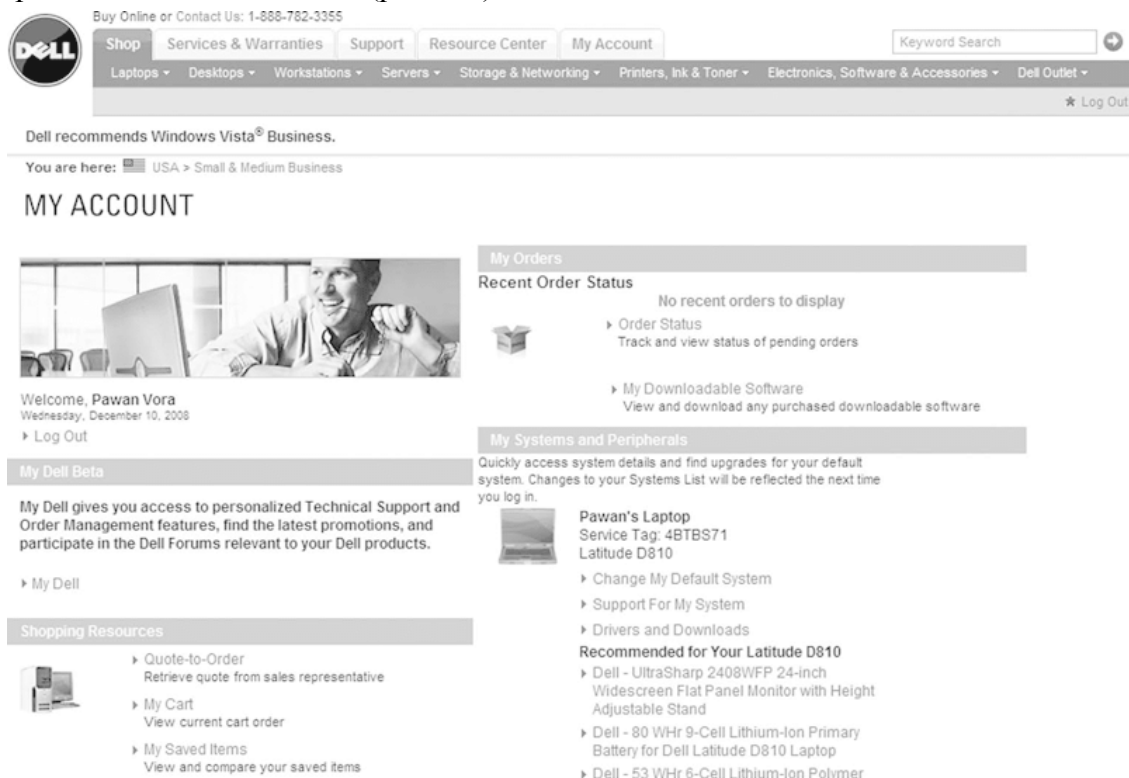 Buy Online or Contact Us: 1-888-782-3355
DELL
Shop Services & Warranties Support Resource Center My Account Keyword Search
Laptops Desktops Workstations Servers Storage & Networking Printers, Ink & Toner Electronics, Software & Accessories Dell Outlet
Log Out
Dell recommends Windows Vista® Business.
You are here: USA > Small & Medium Business
MY ACCOUNT
Welcome, Pawan Vora
Wednesday, December 10, 2008
Log Out
My Dell Beta
My Dell gives you access to personalized Technical Support and
Order Management features, find the latest promotions, and
participate in the Dell Forums relevant to your Dell products.
My Dell
Shopping Resources
Quote-to-Order
Retrieve quote from sales representative
My Cart
View current cart order
My Saved Items
View and compare your saved items
My Orders
Recent Order Status
No recent orders to display
Order Status
Track and view status of pending orders
My Downloadable Software
View and download any purchased downloadable software
My Systems and Peripherals
Quickly access system details and find upgrades for your default
system. Changes to your Systems List will be reflected the next time
you log in.
Pawan's Laptop
Service Tag: 4BTBS71
Latitude D810
Change My Default System
Support For My System
Drivers and Downloads
Recommended for Your Latitude D810
Dell - UltraSharp 2408WFP 24-inch
Widescreen Flat Panel Monitor with Height
Adjustable Stand
Dell - 80 WHr 9-Cell Lithium-Ion Primary
Battery for Dell Latitude D810 Laptop
Dell - 53 WHr 6-Cell Lithium-Ion Polymer